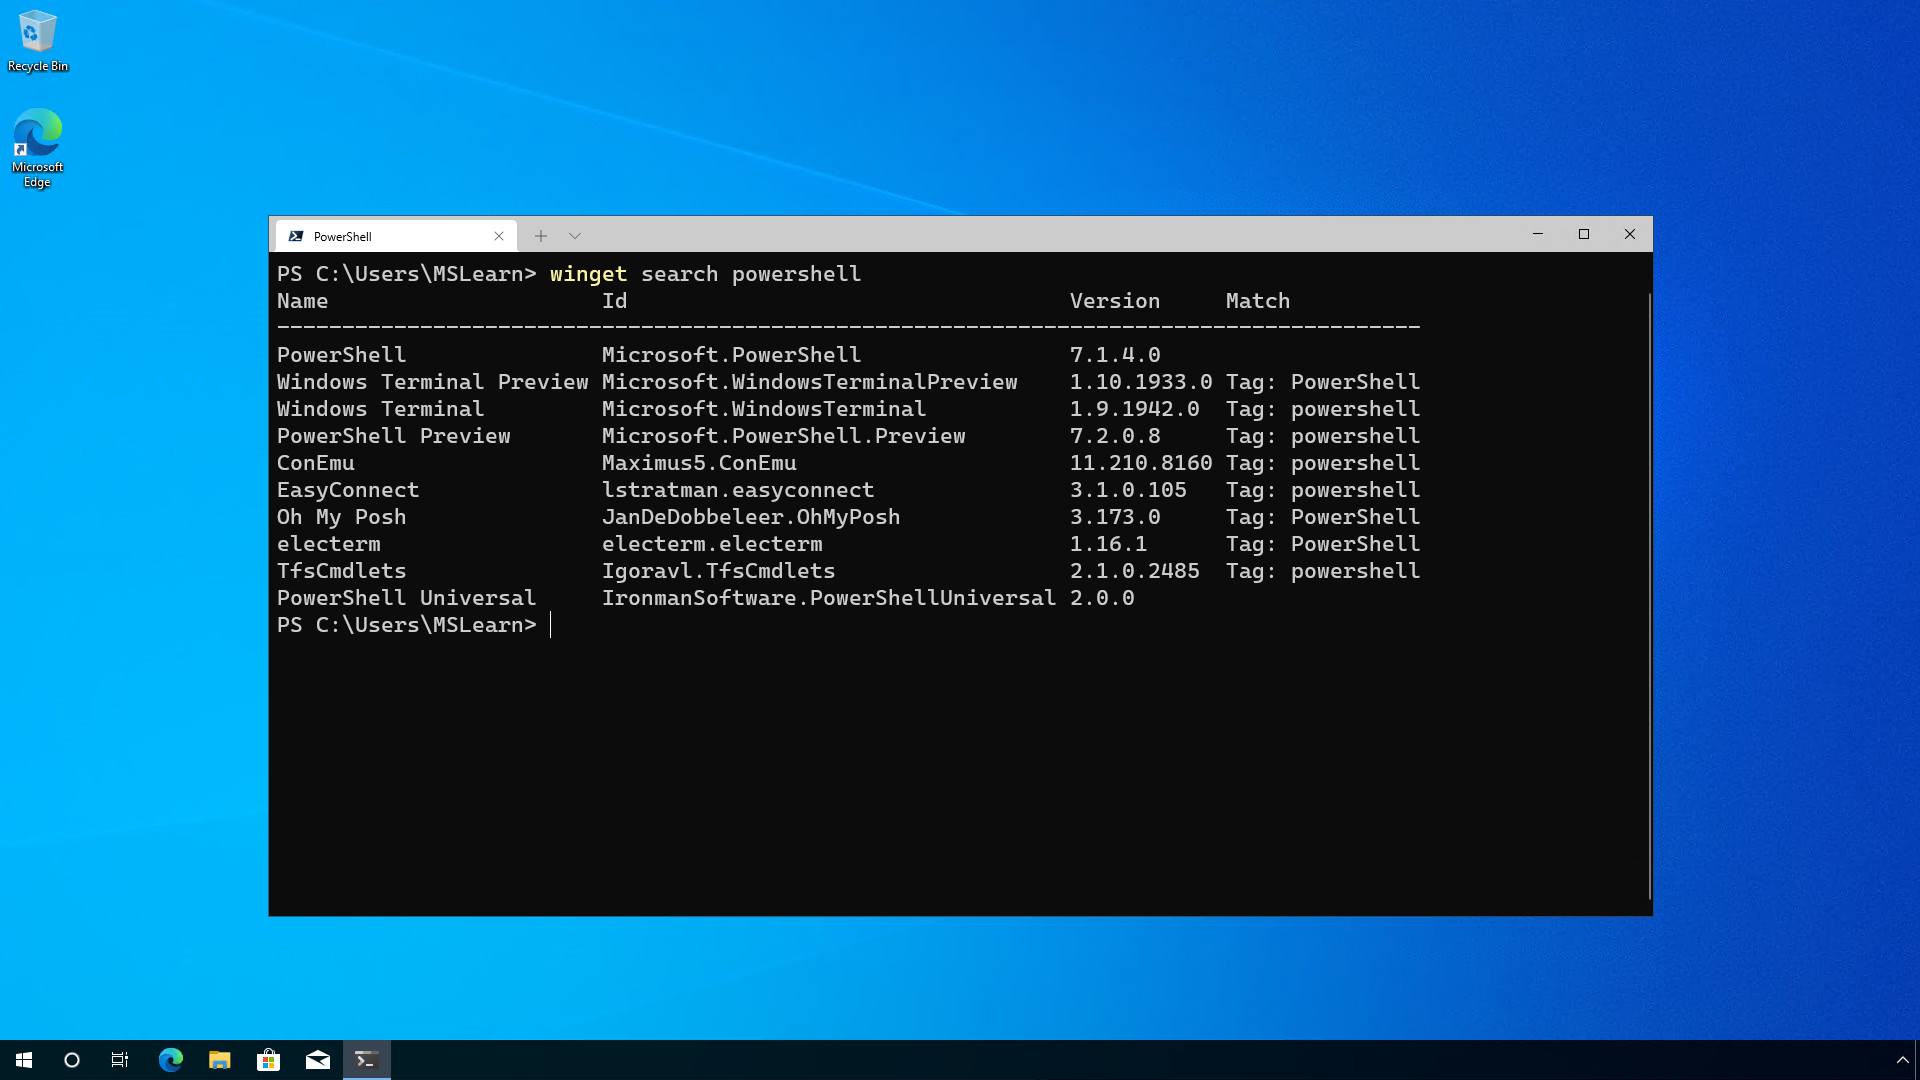 Recycle Bin
Microsoft
Edge
PowerShell
PS C:\Users\MSLearn> winget search powershell
Name Id Version Match
----------------------------------------------------------------------------------------
PowerShell Microsoft.PowerShell 7.1.4.0
Windows Terminal Preview Microsoft.WindowsTerminalPreview 1.10.1933.0 Tag: PowerShell
Windows Terminal Microsoft.WindowsTerminal 1.9.1942.0 Tag: powershell
PowerShell Preview Microsoft.PowerShell.Preview 7.2.0.8 Tag: powershell
ConEmu Maximus5.ConEmu 11.210.8160 Tag: powershell
EasyConnect lstratman.easyconnect 3.1.0.105 Tag: powershell
Oh My Posh JanDeDobbeleer.OhMyPosh 3.173.0 Tag: PowerShell
electerm electerm.electerm 1.16.1 Tag: PowerShell
TfsCmdlets Igoravl.TfsCmdlets 2.1.0.2485 Tag: powershell
PowerShell Universal IronmanSoftware.PowerShellUniversal 2.0.0
PS C:\Users\MSLearn>